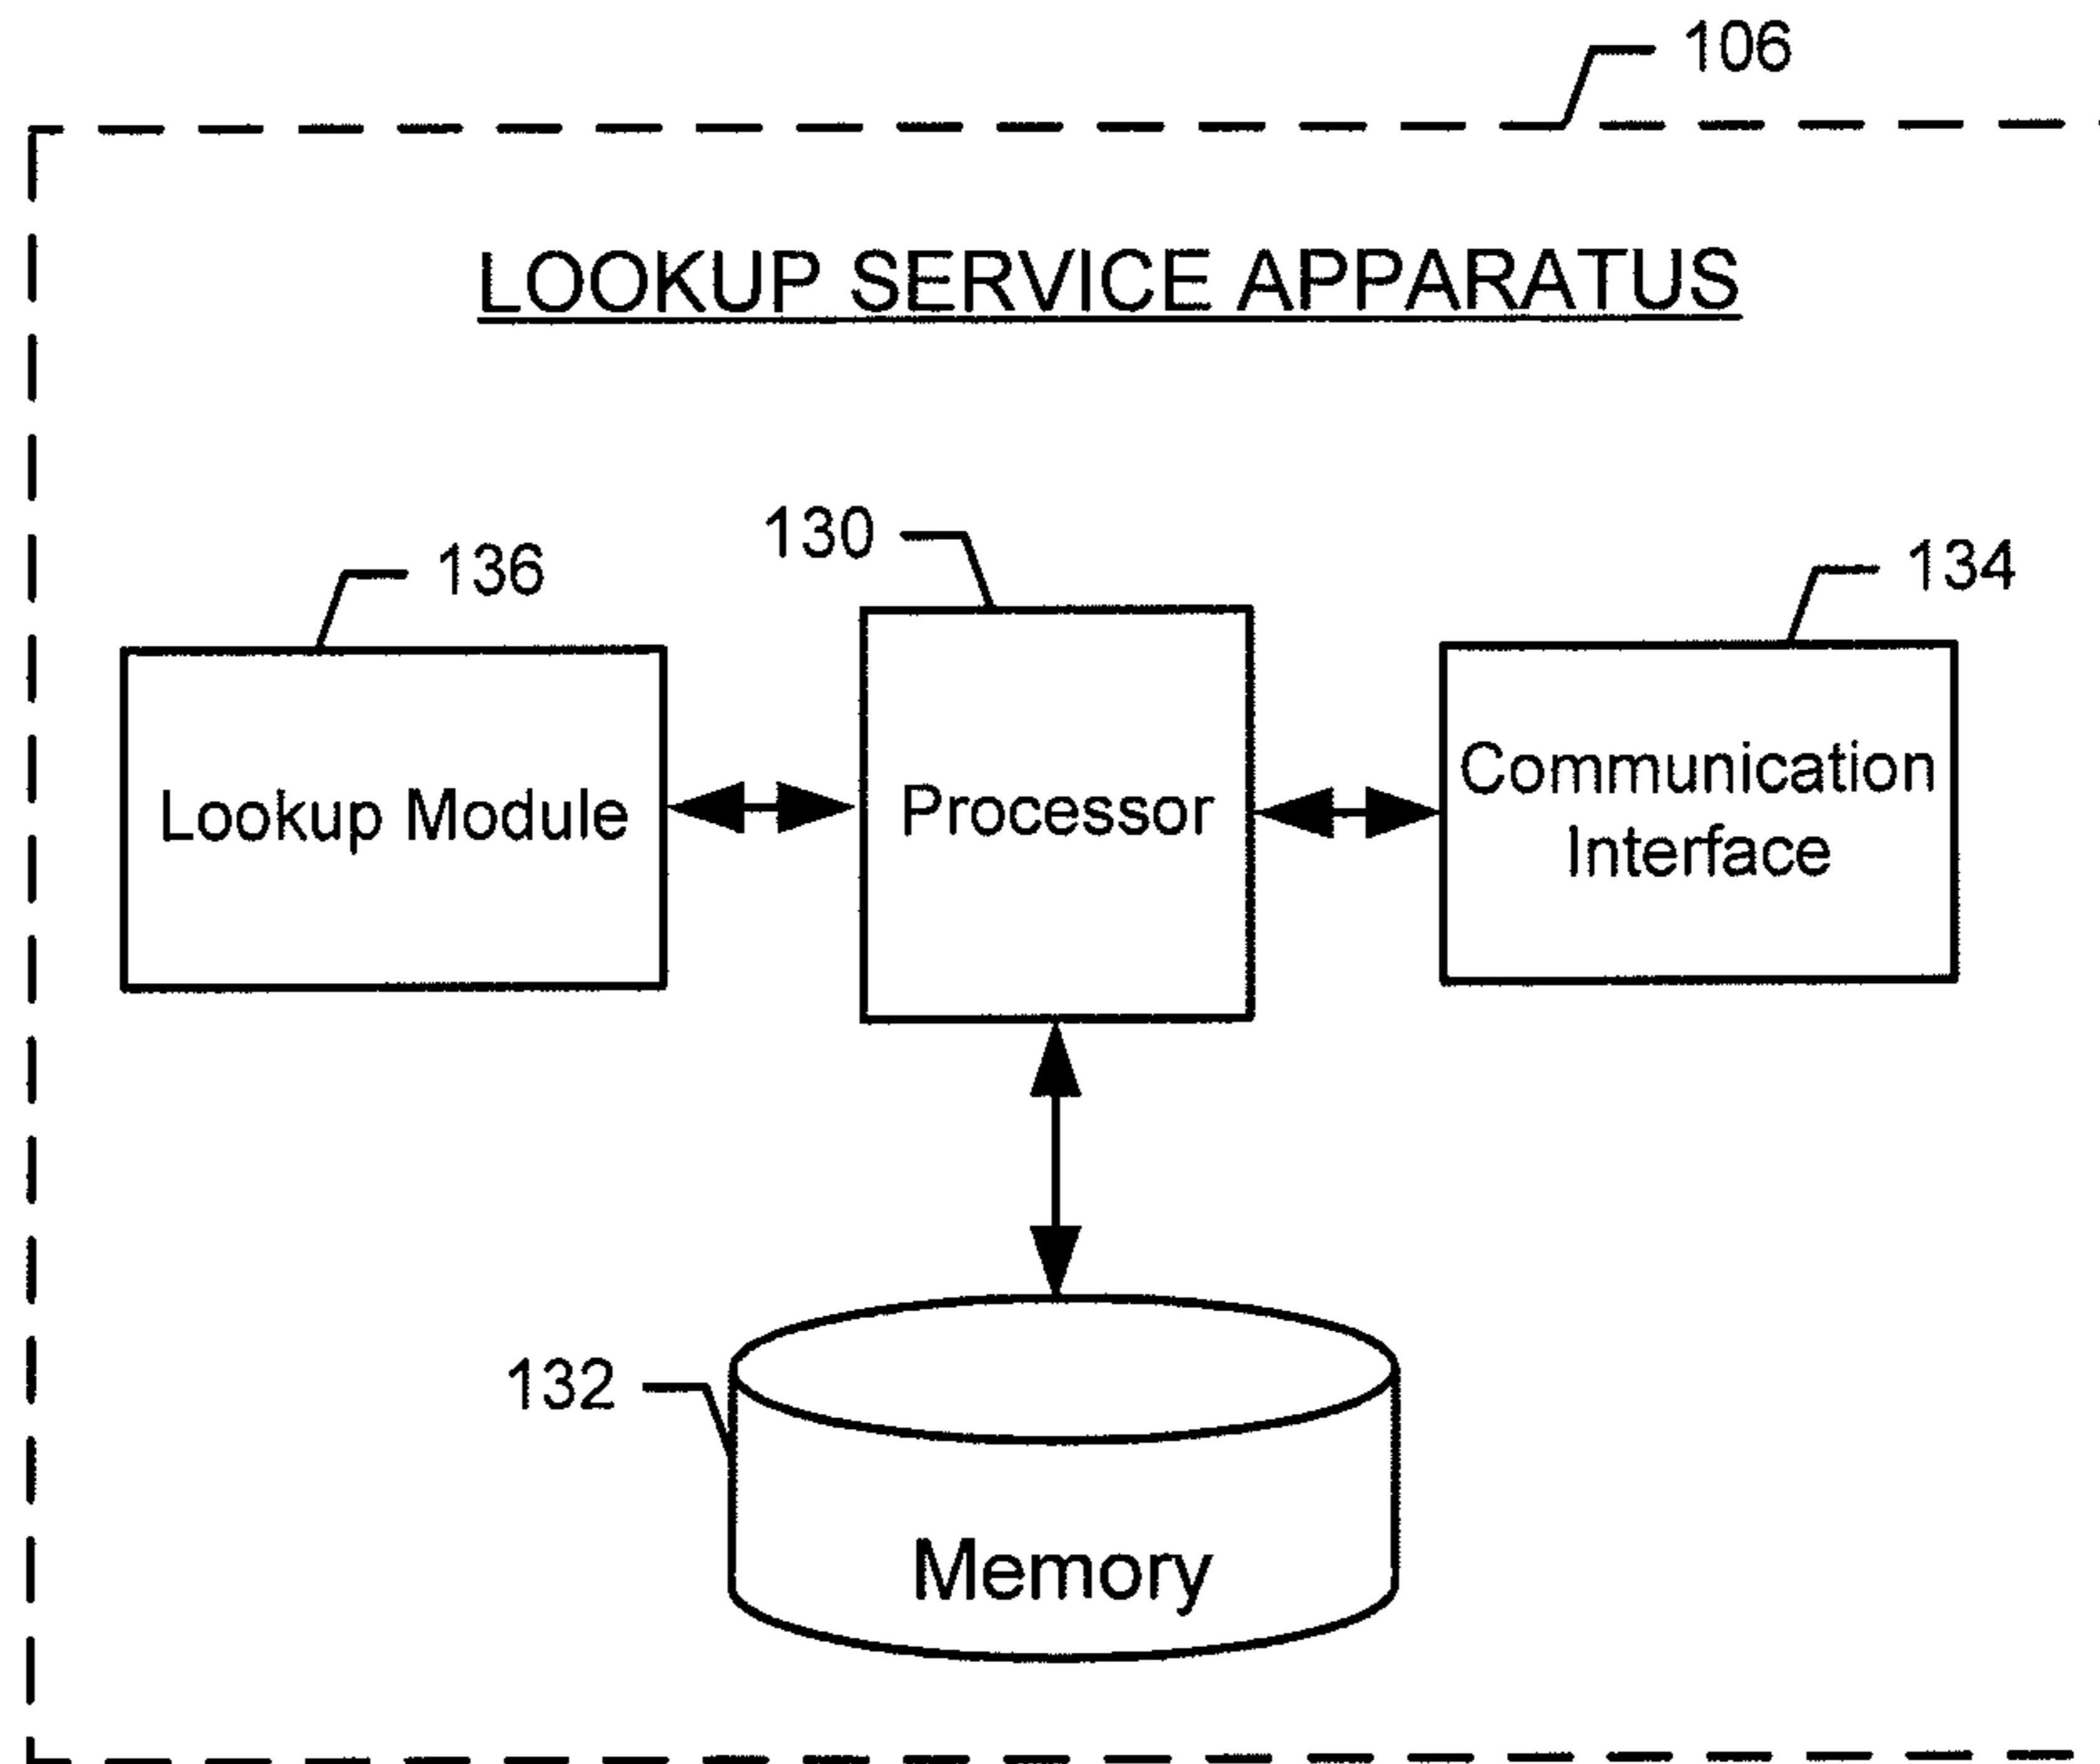 106
LOOKUP SERVICE APPARATUS
136
130
134
Lookup Module
Processor
Communication
Interface
132
Memory